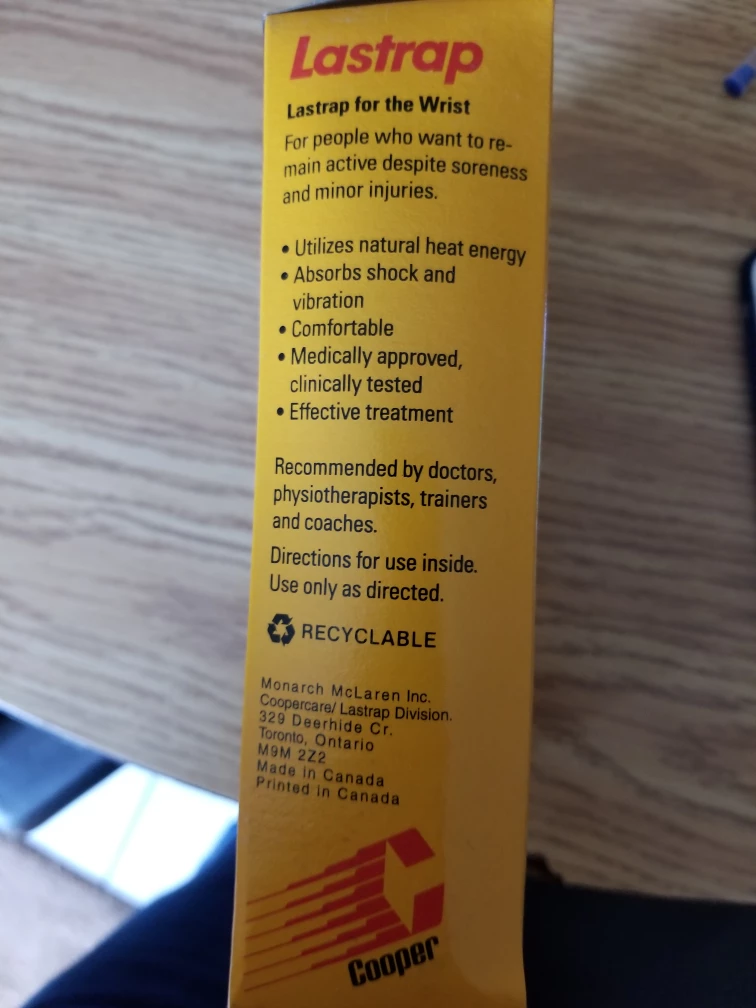 Lastrap
Lastrap for the Wrist
For people who want to re-
main active despite soreness
and minor injuries.
• Utilizes natural heat energy
• Absorbs shock and
vibration
• Comfortable
• Medically approved,
clinically tested
• Effective treatment
Recommended by doctors,
physiotherapists, trainers
and coaches.
Directions for use inside.
Use only as directed.
RECYCLABLE
Monarch McLaren Inc.
Coopercare/ Lastrap Division.
329 Deerhide Cr.
Toronto, Ontario
M9M 2Z2
Made in Canada
Printed in Canada
Cooper